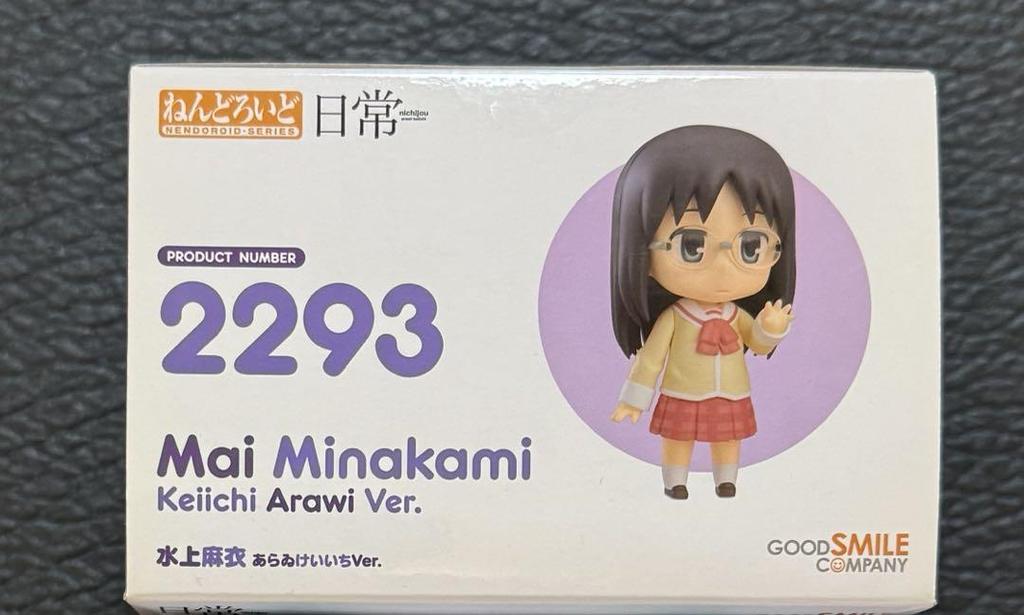 ねんどろいど
NENDOROID・SERIES
日常
nichijou
PRODUCT NUMBER
2293
Mai Minakami
Keiichi Arawi Ver.
水上麻衣 あらゐけいいちVer.
GOODSMILE
COMPANY